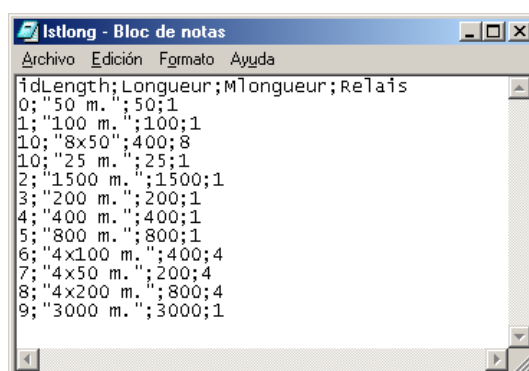 lstlong - Bloc de notas
Archivo Edición Formato Ayuda
idLength;Longueur;Mlongueur;Relais
0;"50 m.";50;1
1;"100 m.";100;1
10;"8x50";400;8
10;"25 m.";25;1
2;"1500 m.";1500;1
3;"200 m.";200;1
4;"400 m.";400;1
5;"800 m.";800;1
6;"4x100 m.";400;4
7;"4x50 m.";200;4
8;"4x200 m.";800;4
9;"3000 m.";3000;1